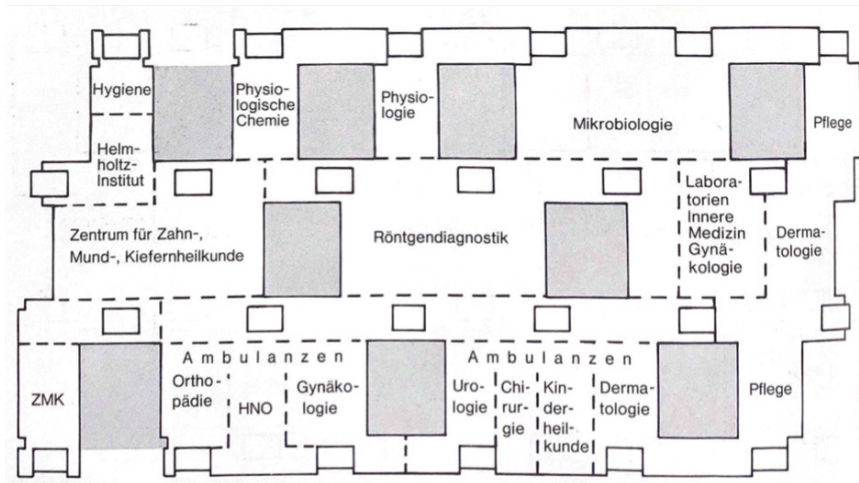 Hygiene
Physio-
logische
Chemie
Physio-
logie
Mikrobiologie
Pflege
Helm-
holtz-
Institut
Zentrum für Zahn-,
Mund-, Kiefernheilkunde
Röntgendiagnostik
Labora-
torien
Innere
Medizin
Gynä-
kologie
Derma-
tologie
Ambulanzen
Ambulanzen
ZMK
Ortho-
pädie
HNO
Gynäko-
logie
Uro-
logie
Chi-
rur-
gie
Kin-
der-
heil-
kunde
Derma-
tologie
Pflege